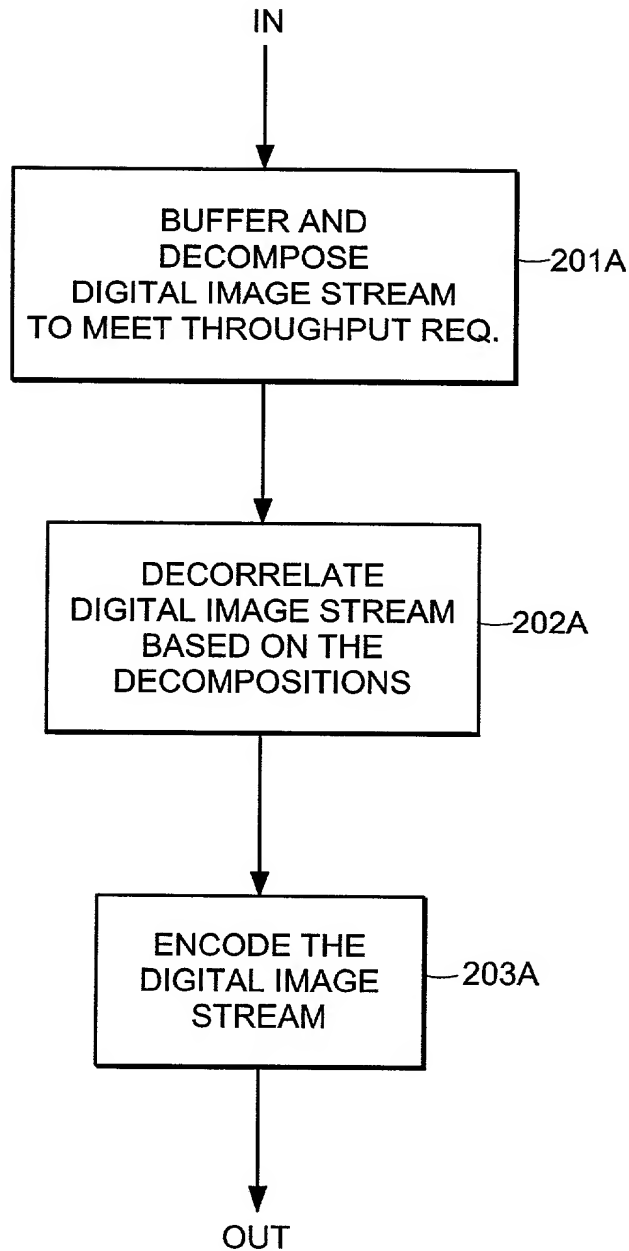 IN
BUFFER AND
DECOMPOSE
DIGITAL IMAGE STREAM
TO MEET THROUGHPUT REQ.
201A
DECORRELATE
DIGITAL IMAGE STREAM
BASED ON THE
DECOMPOSITIONS
202A
ENCODE THE
DIGITAL IMAGE
STREAM
203A
OUT